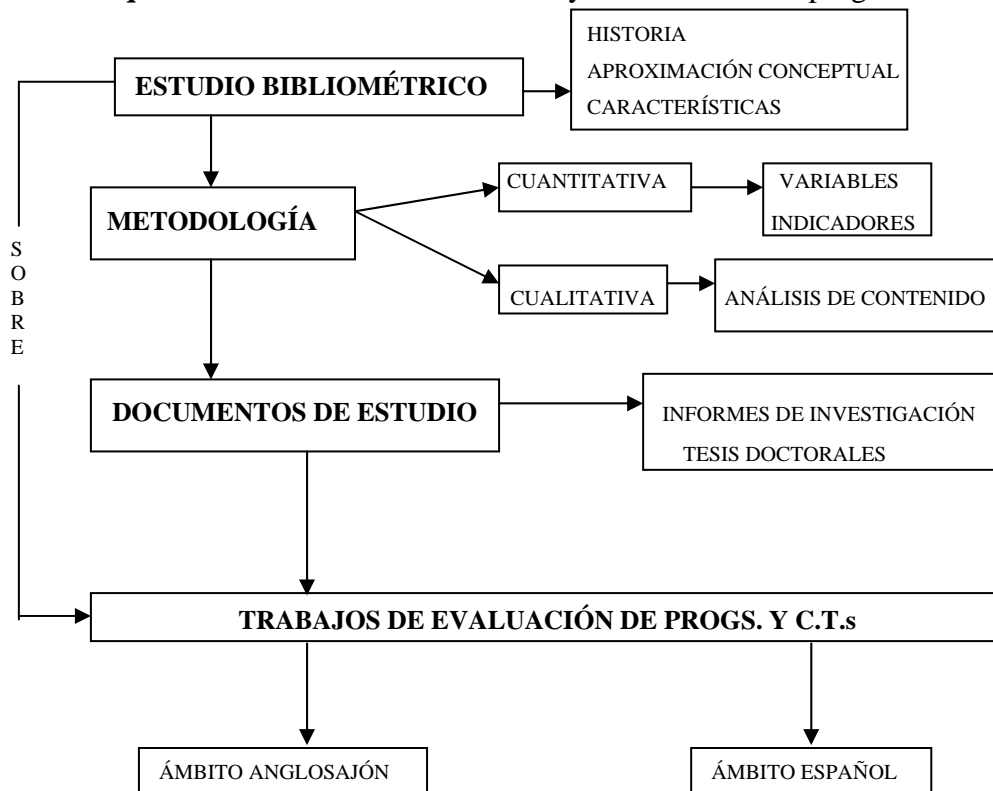 HISTORIA
APROXIMACIÓN CONCEPTUAL
CARACTERÍSTICAS
ESTUDIO BIBLIOMÉTRICO
METODOLOGÍA
CUANTITATIVA
VARIABLES
INDICADORES
CUALITATIVA
ANÁLISIS DE CONTENIDO
S
O
B
R
E
DOCUMENTOS DE ESTUDIO
INFORMES DE INVESTIGACIÓN
TESIS DOCTORALES
TRABAJOS DE EVALUACIÓN DE PROGS. Y C.T.s
ÁMBITO ANGLOSAJÓN
ÁMBITO ESPAÑOL